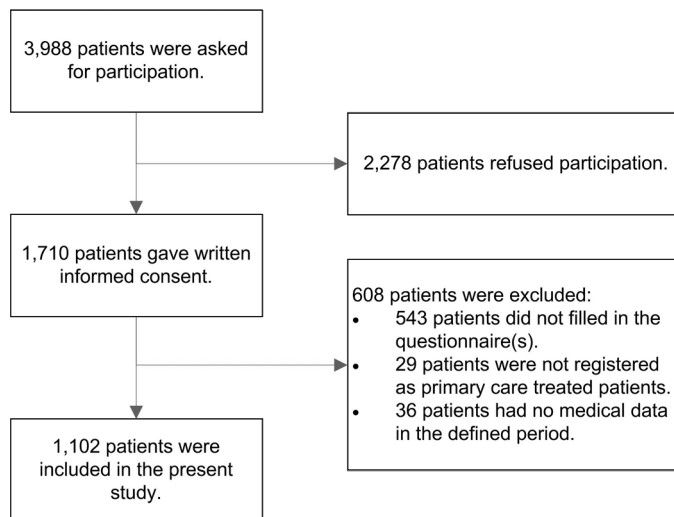 3,988 patients were asked
for participation.
2,278 patients refused participation.
1,710 patients gave written
informed consent.
608 patients were excluded:
• 543 patients did not filled in the
questionnaire(s).
• 29 patients were not registered
as primary care treated patients.
• 36 patients had no medical data
in the defined period.
1,102 patients were
included in the present
study.